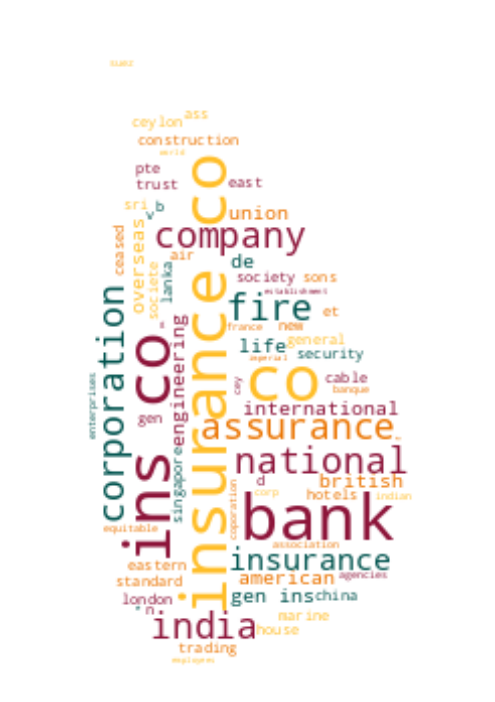 suez
ass
ceylon
construction
world
pte
trust
east
sri
b
v
union
company
ceased
overseas
air
de
societe
lanka
society
sons
establishment
corporation
insurance co
fire
et
france
new
ins co
engineering
life
general
security
imperial
enterprises
cey
co
cable
banque
gen
international
assurance
singapore
national
d
british
corp
hotels
indian
coporation
bank
equitable
association
insurance
eastern
american
agencies
standard
london
gen ins
china
n
india
marine
house
trading
employees